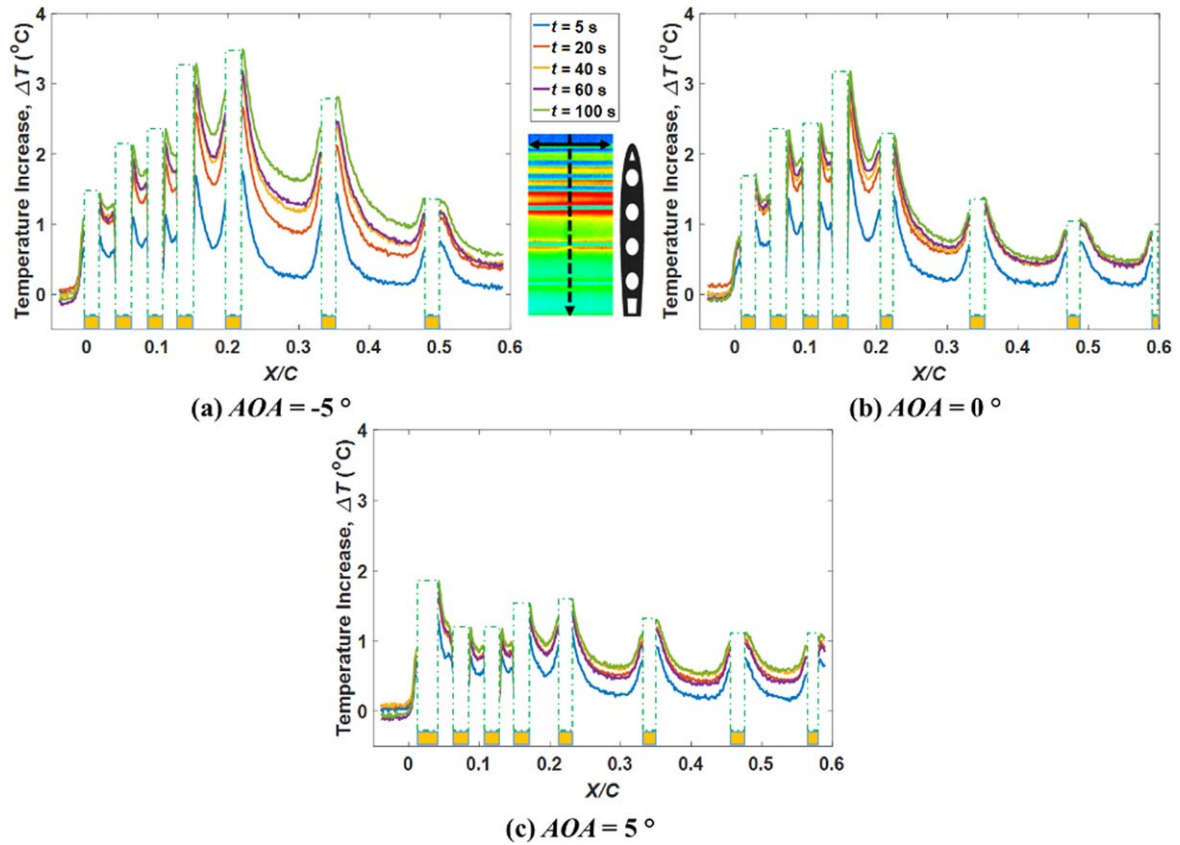 Temperature Increase, ΔT (°C)
4
3
2
1
0
0 0.1 0.2 0.3 0.4 0.5 0.6
X/C
(a) AOA = -5 °
t = 5 s
t = 20 s
t = 40 s
t = 60 s
t = 100 s
Temperature Increase, ΔT (°C)
4
3
2
1
0
0 0.1 0.2 0.3 0.4 0.5 0.6
X/C
(b) AOA = 0 °
Temperature Increase, ΔT (°C)
4
3
2
1
0
0 0.1 0.2 0.3 0.4 0.5 0.6
X/C
(c) AOA = 5 °